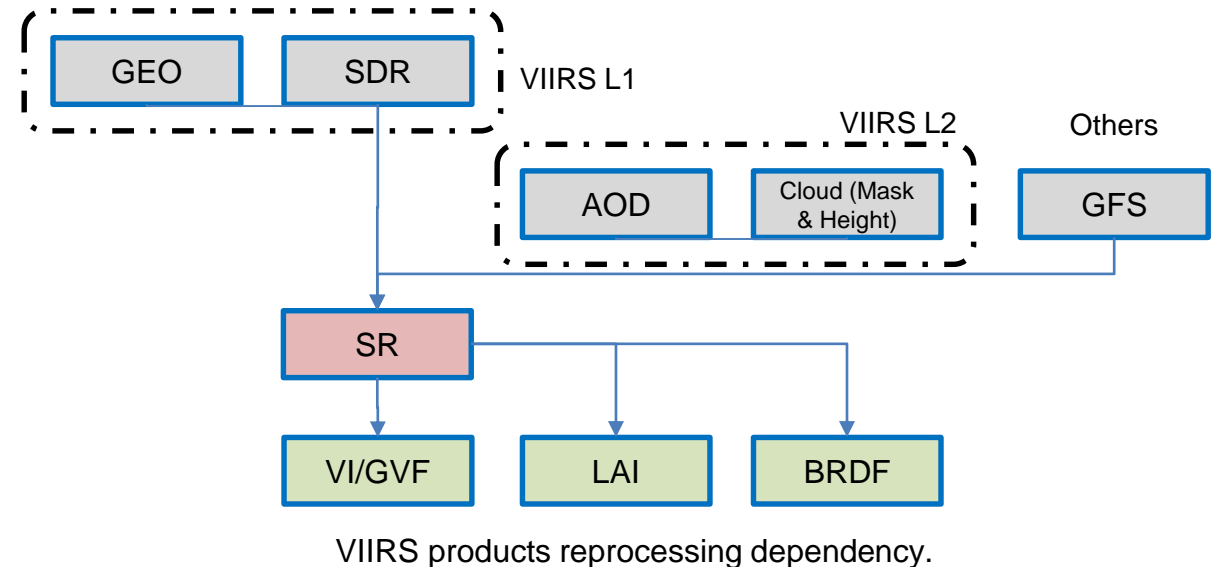 GEO
SDR
VIIRS L1
VIIRS L2
Others
AOD
Cloud (Mask
& Height)
GFS
SR
VI/GVF
LAI
BRDF
VIIRS products reprocessing dependency.